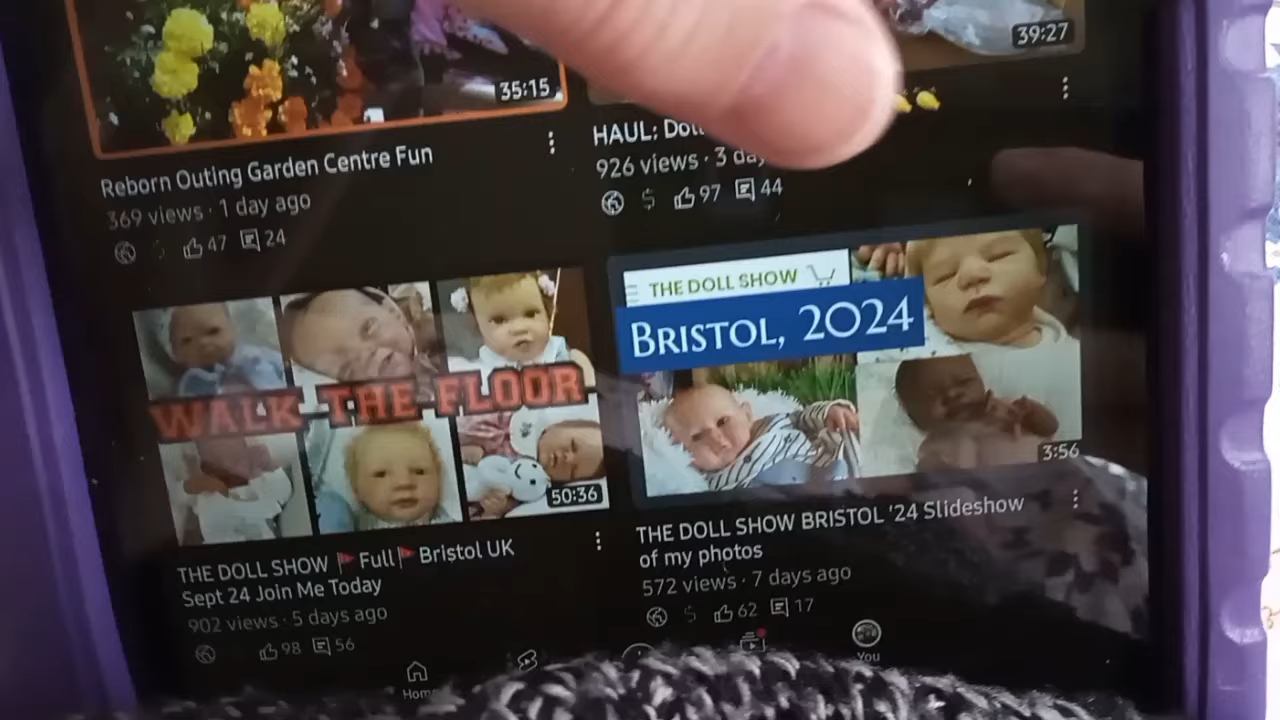 35:15
39:27
Reborn Outing Garden Centre Fun
369 views · 1 day ago
47 24
HAUL:
926 views · 3
97 44
WALK THE FLOOR
50:36
THE DOLL SHOW 🚩Full🚩 Bristol UK
Sept 24 Join Me Today
902 views · 5 days ago
98 56
THE DOLL SHOW
BRISTOL, 2024
3:56
THE DOLL SHOW BRISTOL '24 Slideshow
of my photos
572 views · 7 days ago
$ 62 17
Home
You